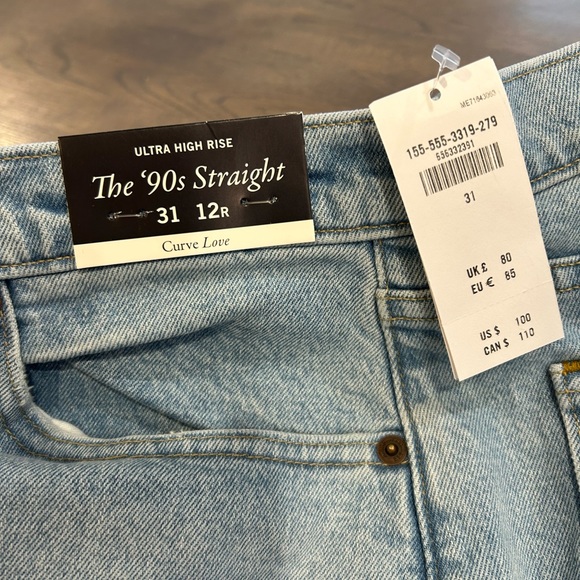 ULTRA HIGH RISE
The ‘90s Straight
31 12R
Curve Love
155-555-3319-279
555332391
31
UK £ 80
EU € 85
US $ 100
CAN $ 110